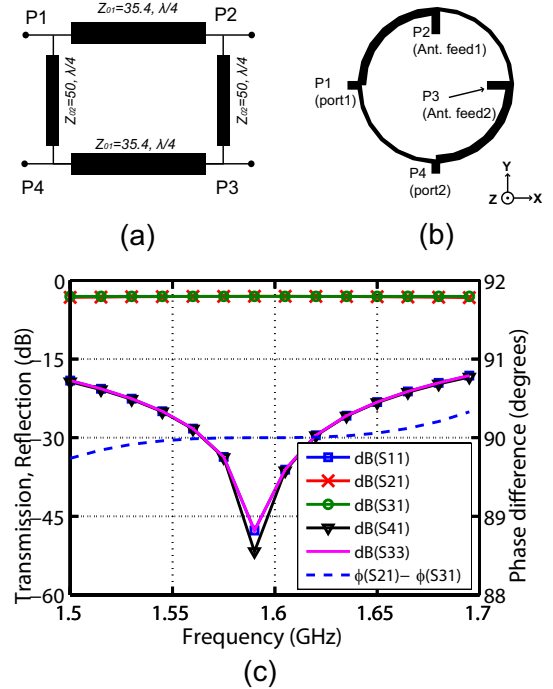 P1
Z01=35.4, λ/4
P2
Z02=50, λ/4
Z02=50, λ/4
Z01=35.4, λ/4
P4
P3
(a)
P2
(Ant. feed1)
P1
(port1)
P3
(Ant. feed2)
P4
(port2)
Y
Z
X
(b)
0
−15
−30
−45
−60
Transmission, Reflection (dB)
92
91
90
89
88
Phase difference (degrees)
dB(S11)
dB(S21)
dB(S31)
dB(S41)
dB(S33)
ϕ(S21)− ϕ(S31)
1.5
1.55
1.6
1.65
1.7
Frequency (GHz)
(c)